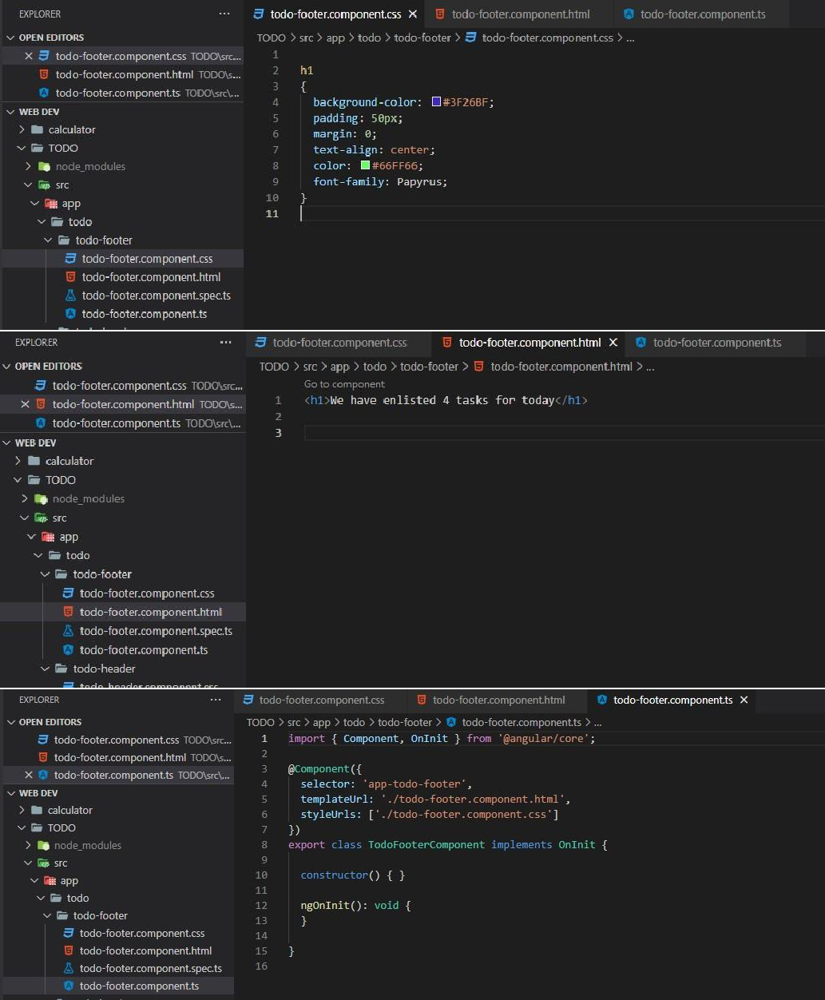 EXPLORER ...
OPEN EDITORS
todo-footer.component.css TODO\src...
todo-footer.component.html TODO\s...
todo-footer.component.ts TODO\src\...
WEB DEV
calculator
TODO
node_modules
src
app
todo
todo-footer
todo-footer.component.css
todo-footer.component.html
todo-footer.component.spec.ts
todo-footer.component.ts
todo-footer.component.css todo-footer.component.html todo-footer.component.ts
TODO > src > app > todo > todo-footer > todo-footer.component.css > ...
1
2 h1
3 {
4 background-color: #3F26BF;
5 padding: 50px;
6 margin: 0;
7 text-align: center;
8 color: #66FF66;
9 font-family: Papyrus;
10 }
11
EXPLORER ...
OPEN EDITORS
todo-footer.component.css TODO\src...
todo-footer.component.html TODO\s...
todo-footer.component.ts TODO\src\...
WEB DEV
calculator
TODO
node_modules
src
app
todo
todo-footer
todo-footer.component.css
todo-footer.component.html
todo-footer.component.spec.ts
todo-footer.component.ts
todo-header
todo-footer.component.css todo-footer.component.html todo-footer.component.ts
TODO > src > app > todo > todo-footer > todo-footer.component.html > ...
Go to component
1 <h1>We have enlisted 4 tasks for today</h1>
2
3
EXPLORER ...
OPEN EDITORS
todo-footer.component.css TODO\src...
todo-footer.component.html TODO\s...
todo-footer.component.ts TODO\src\...
WEB DEV
calculator
TODO
node_modules
src
app
todo
todo-footer
todo-footer.component.css
todo-footer.component.html
todo-footer.component.spec.ts
todo-footer.component.ts
todo-footer.component.css todo-footer.component.html todo-footer.component.ts
TODO > src > app > todo > todo-footer > todo-footer.component.ts > ...
1 import { Component, OnInit } from '@angular/core';
2
3 @Component({
4 selector: 'app-todo-footer',
5 templateUrl: './todo-footer.component.html',
6 styleUrls: ['./todo-footer.component.css']
7 })
8 export class TodoFooterComponent implements OnInit {
9
10 constructor() { }
11
12 ngOnInit(): void {
13 }
14
15 }
16